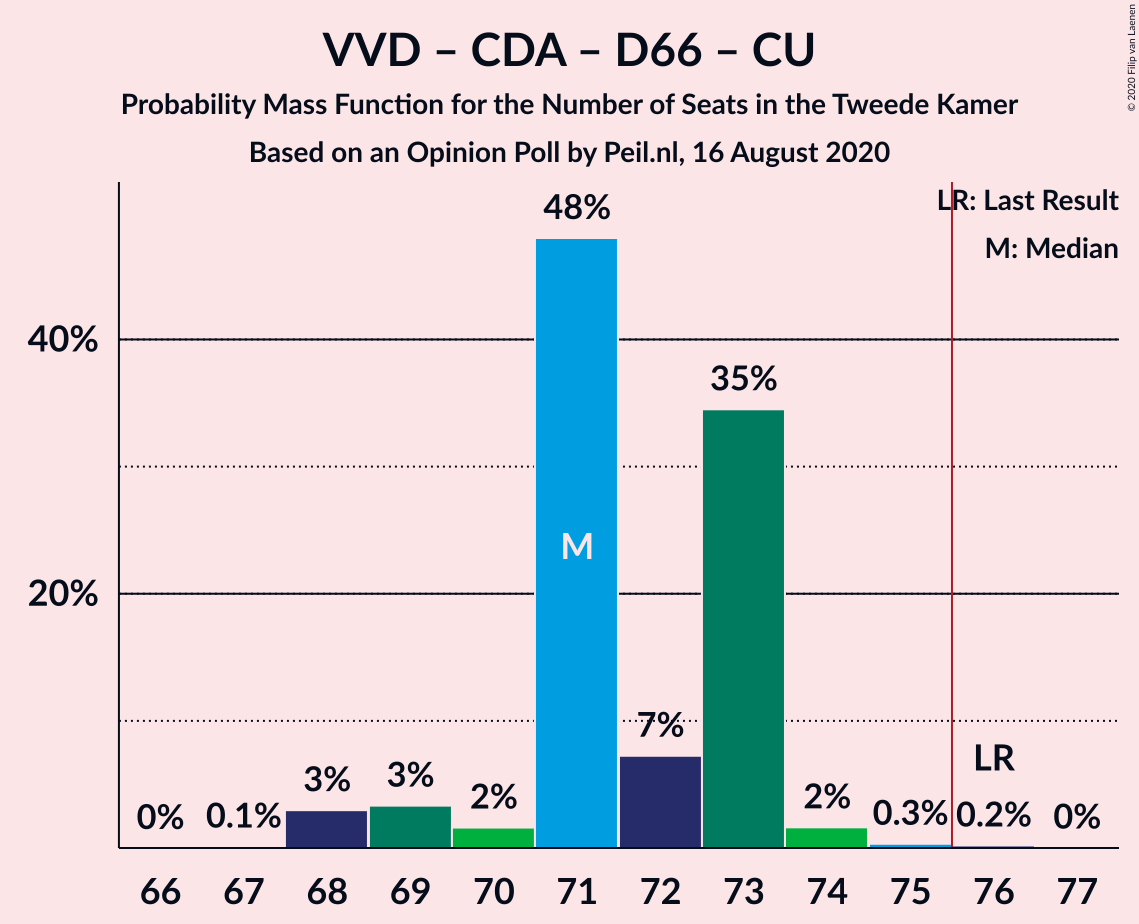 VVD – CDA – D66 – CU
Probability Mass Function for the Number of Seats in the Tweede Kamer
Based on an Opinion Poll by Peil.nl, 16 August 2020
© 2020 Filip van Laenen
LR: Last Result
M: Median
40%
20%
0%
0.1%
3%
3%
2%
48%
M
7%
35%
2%
0.3%
LR
0.2%
0%
66 67 68 69 70 71 72 73 74 75 76 77